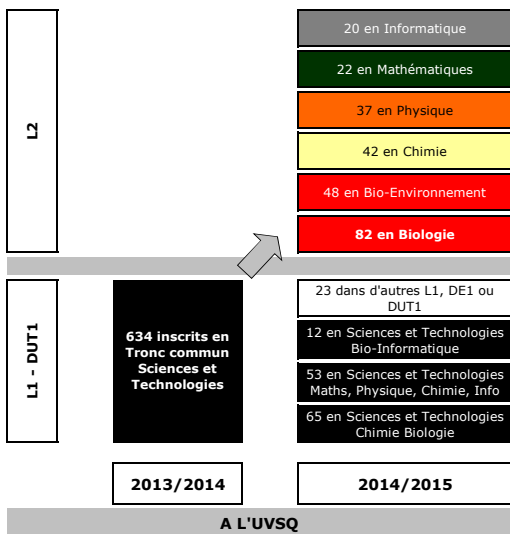 L2
20 en Informatique
22 en Mathématiques
37 en Physique
42 en Chimie
48 en Bio-Environnement
82 en Biologie
L1 - DUT1
634 inscrits en
Tronc commun
Sciences et
Technologies
23 dans d'autres L1, DE1 ou
DUT1
12 en Sciences et Technologies
Bio-Informatique
53 en Sciences et Technologies
Maths, Physique, Chimie, Info
65 en Sciences et Technologies
Chimie Biologie
2013/2014
2014/2015
A L'UVSQ